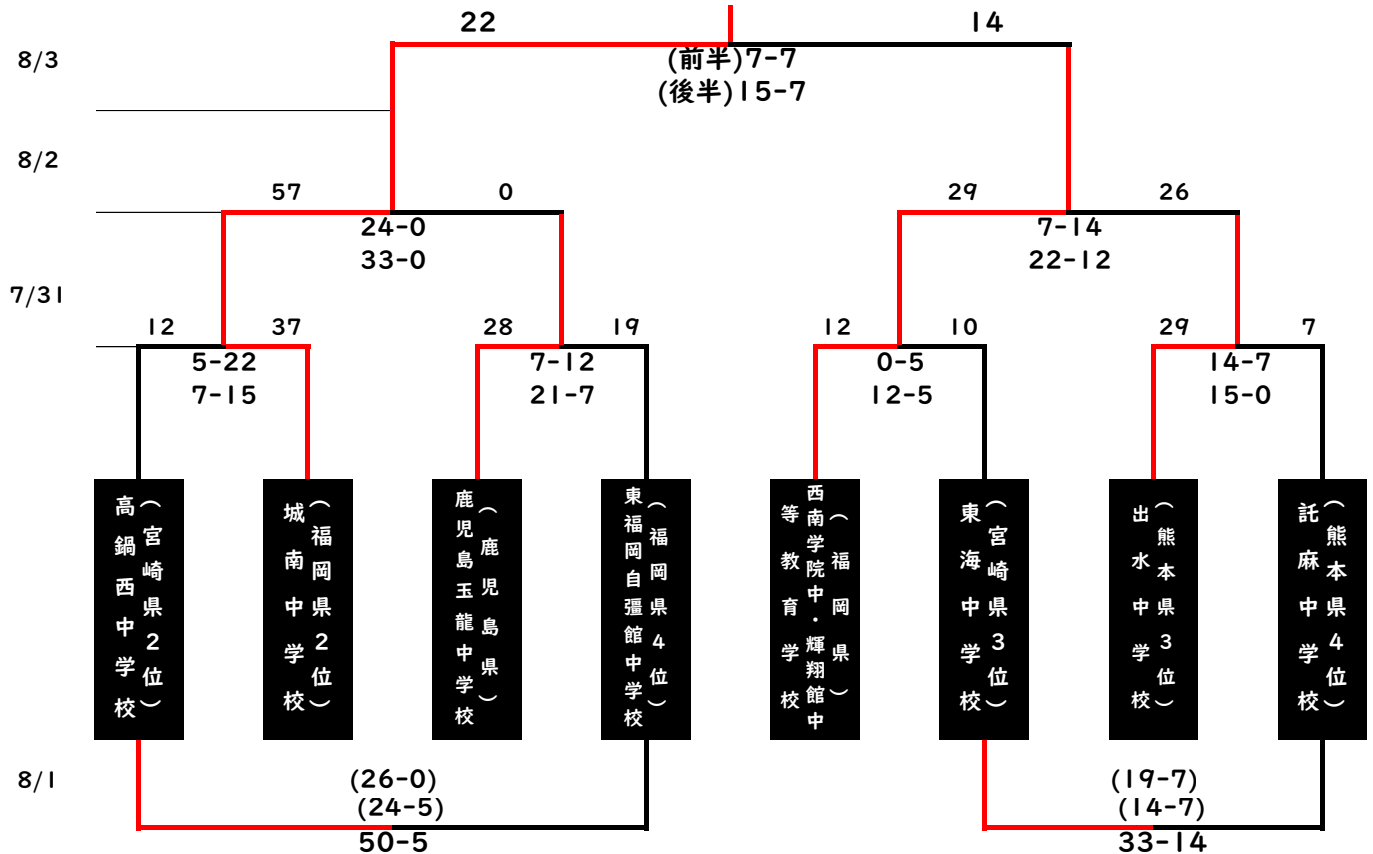 22 14
8/3
(前半)7-7
(後半)15-7
8/2
57 0 29 26
24-0 7-14
33-0 22-12
7/31
12 37 28 19 12 10 29 7
5-22 7-12 0-5 14-7
7-15 21-7 12-5 15-0
(宮崎県2位)
高鍋西中学校
(福岡県2位)
城南中学校
(鹿児島県)
鹿児島玉龍中学校
(福岡県4位)
東福岡自彊館中学校
(福岡県)
西南学院中・輝翔館中
等教育学校
(宮崎県3位)
東海中学校
(熊本県3位)
出水中学校
(熊本県4位)
託麻中学校
8/1
(26-0) (19-7)
(24-5) (14-7)
50-5 33-14